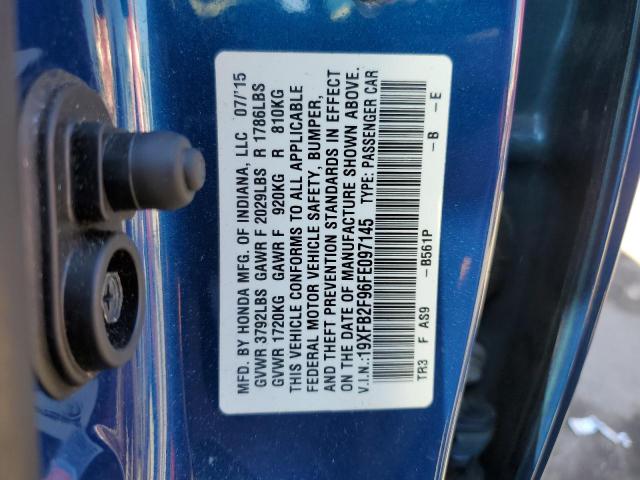 MFD. BY HONDA MFG. OF INDIANA, LLC 07/'15
GVWR 3792LBS GAWR F 2029LBS R 1786LBS
GVWR 1720KG GAWR F 920KG R 810KG
THIS VEHICLE CONFORMS TO ALL APPLICABLE
FEDERAL MOTOR VEHICLE SAFETY, BUMPER,
AND THEFT PREVENTION STANDARDS IN EFFECT
ON THE DATE OF MANUFACTURE SHOWN ABOVE.
V.I.N.:19XFB2F96FE097145 TYPE: PASSENGER CAR
TR3 F AS9 -B561P -B -E